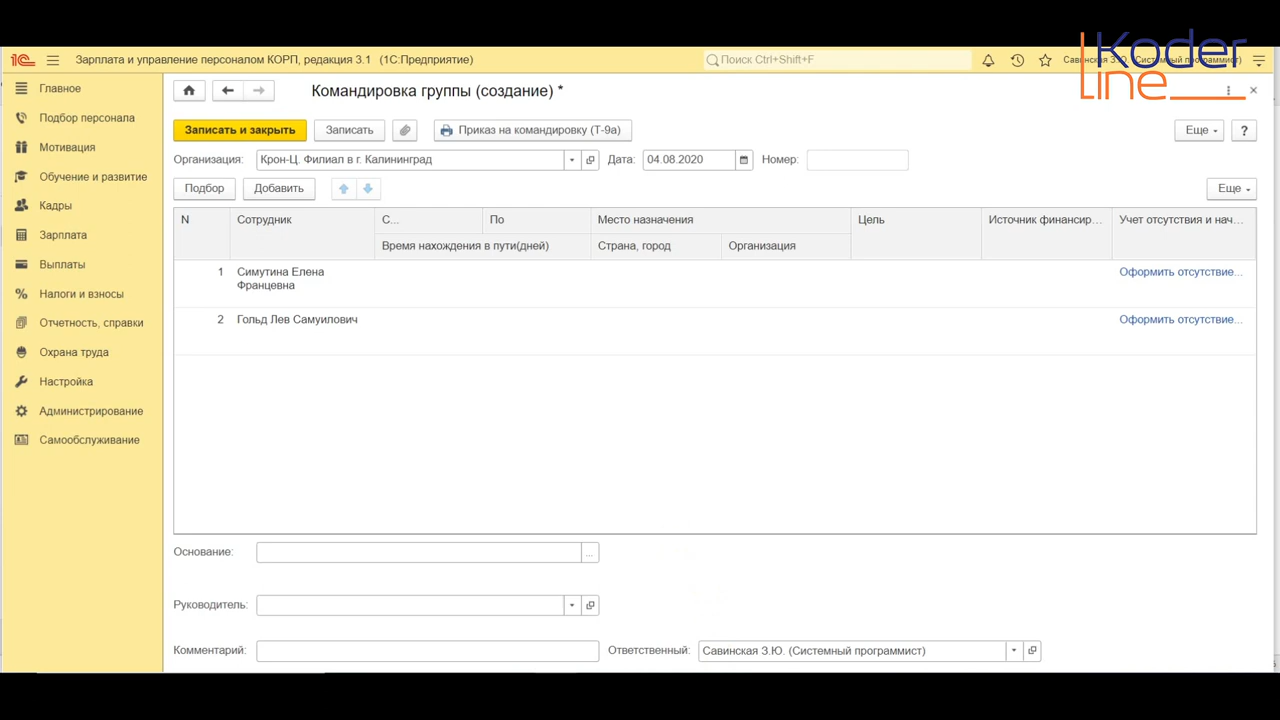 Koder
Line
1С Зарплата и управление персоналом КОРП, редакция 3.1 (1С:Предприятие)
Поиск Ctrl+Shift+F
Савинская З.Ю. (Системный программист)
Главное
Подбор персонала
Мотивация
Обучение и развитие
Кадры
Зарплата
Выплаты
Налоги и взносы
Отчетность, справки
Охрана труда
Настройка
Администрирование
Самообслуживание
Командировка группы (создание) *
Записать и закрыть Записать Приказ на командировку (Т-9а) Еще ?
Организация: Крон-Ц. Филиал в г. Калининград Дата: 04.08.2020 Номер:
Подбор Добавить Еще
N Сотрудник С... По Место назначения Цель Источник финансир... Учет отсутствия и нач...
Время нахождения в пути(дней) Страна, город Организация
1 Симутина Елена Оформить отсутствие...
Францевна
2 Гольд Лев Самуилович Оформить отсутствие...
Основание: ...
Руководитель:
Комментарий: Ответственный: Савинская З.Ю. (Системный программист)